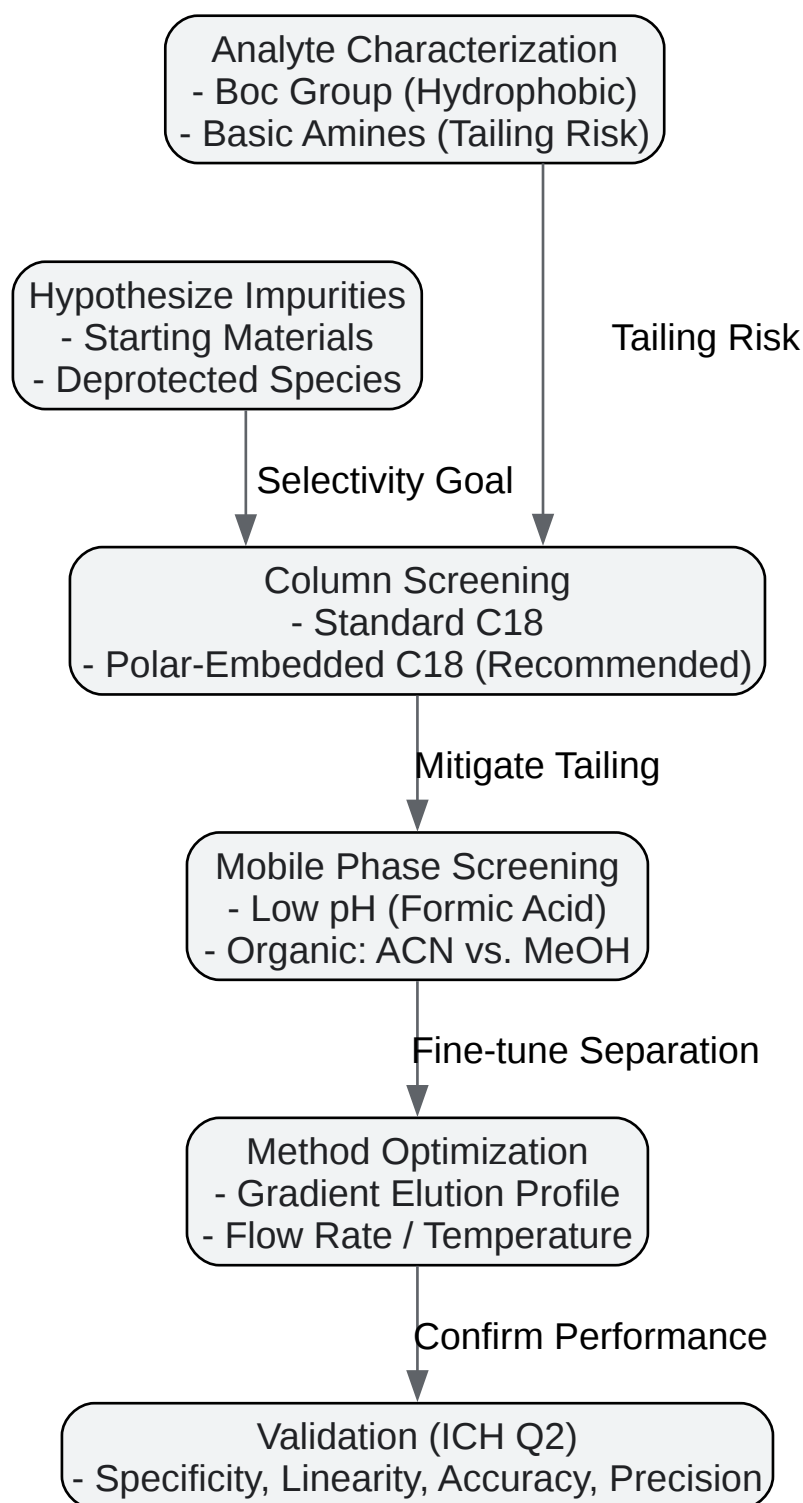 Analyte Characterization
- Boc Group (Hydrophobic)
- Basic Amines (Tailing Risk)
Hypothesize Impurities
- Starting Materials
- Deprotected Species
Tailing Risk
Selectivity Goal
Column Screening
- Standard C18
- Polar-Embedded C18 (Recommended)
Mitigate Tailing
Mobile Phase Screening
- Low pH (Formic Acid)
- Organic: ACN vs. MeOH
Fine-tune Separation
Method Optimization
- Gradient Elution Profile
- Flow Rate / Temperature
Confirm Performance
Validation (ICH Q2)
- Specificity, Linearity, Accuracy, Precision